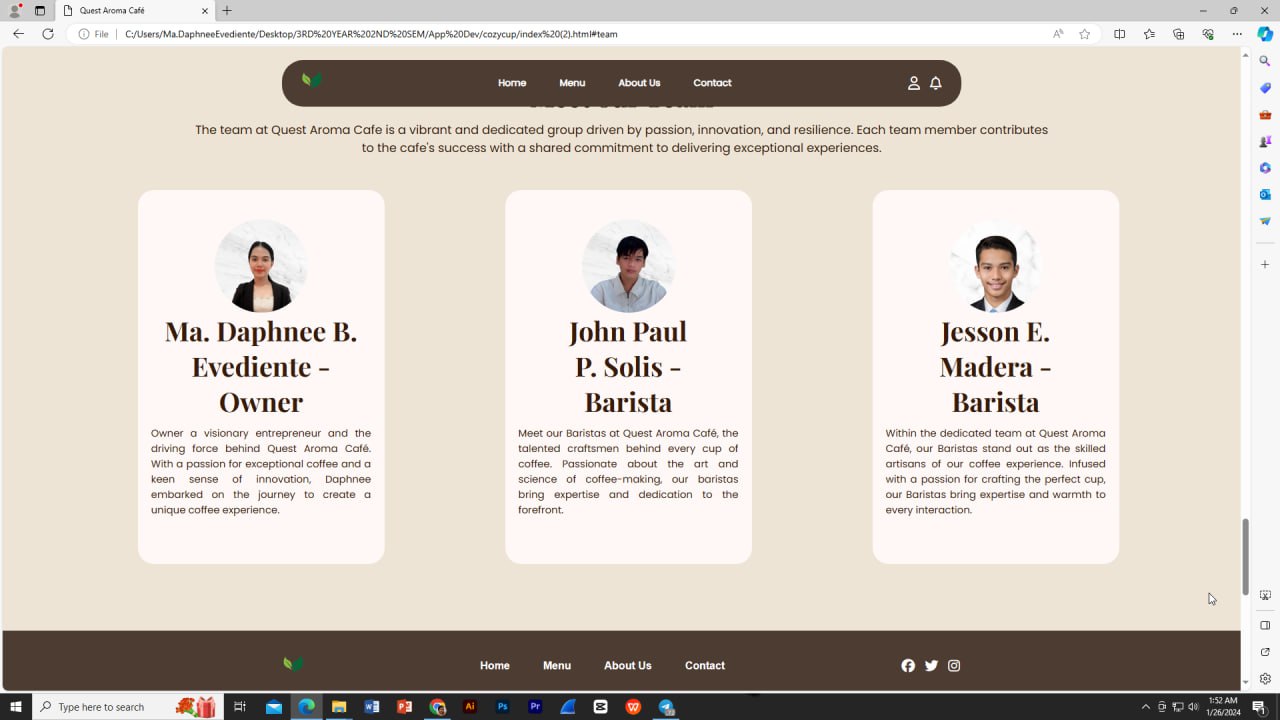 Quest Aroma Café
File
C:/Users/Ma.DaphneeEvediente/Desktop/3RD%20YEAR%202ND%20SEM/App%20Dev/cozycup/index%20(2).html#team
Home Menu About Us Contact
The team at Quest Aroma Cafe is a vibrant and dedicated group driven by passion, innovation, and resilience. Each team member contributes
to the cafe's success with a shared commitment to delivering exceptional experiences.
Ma. Daphnee B.
Evediente -
Owner
Owner a visionary entrepreneur and the
driving force behind Quest Aroma Café.
With a passion for exceptional coffee and a
keen sense of innovation, Daphnee
embarked on the journey to create a
unique coffee experience.
John Paul
P. Solis -
Barista
Meet our Baristas at Quest Aroma Café, the
talented craftsmen behind every cup of
coffee. Passionate about the art and
science of coffee-making, our baristas
bring expertise and dedication to the
forefront.
Jesson E.
Madera -
Barista
Within the dedicated team at Quest Aroma
Café, our Baristas stand out as the skilled
artisans of our coffee experience. Infused
with a passion for crafting the perfect cup,
our Baristas bring expertise and warmth to
every interaction.
Home Menu About Us Contact
Type here to search
1:52 AM
1/26/2024